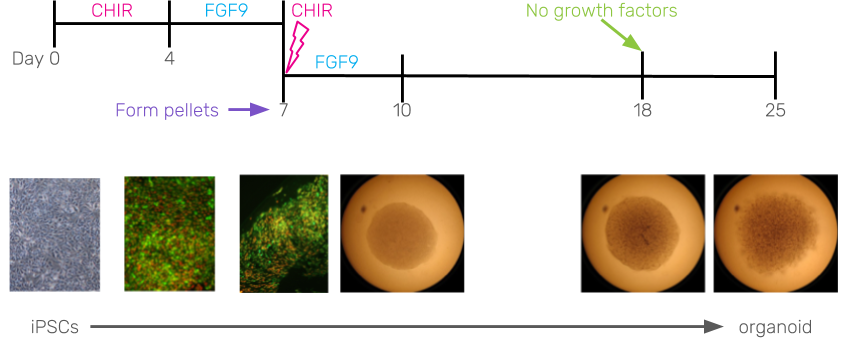 CHIR
FGF9
CHIR
No growth factors
Day 0
4
FGF9
Form pellets
7
10
18
25
iPSCs
organoid